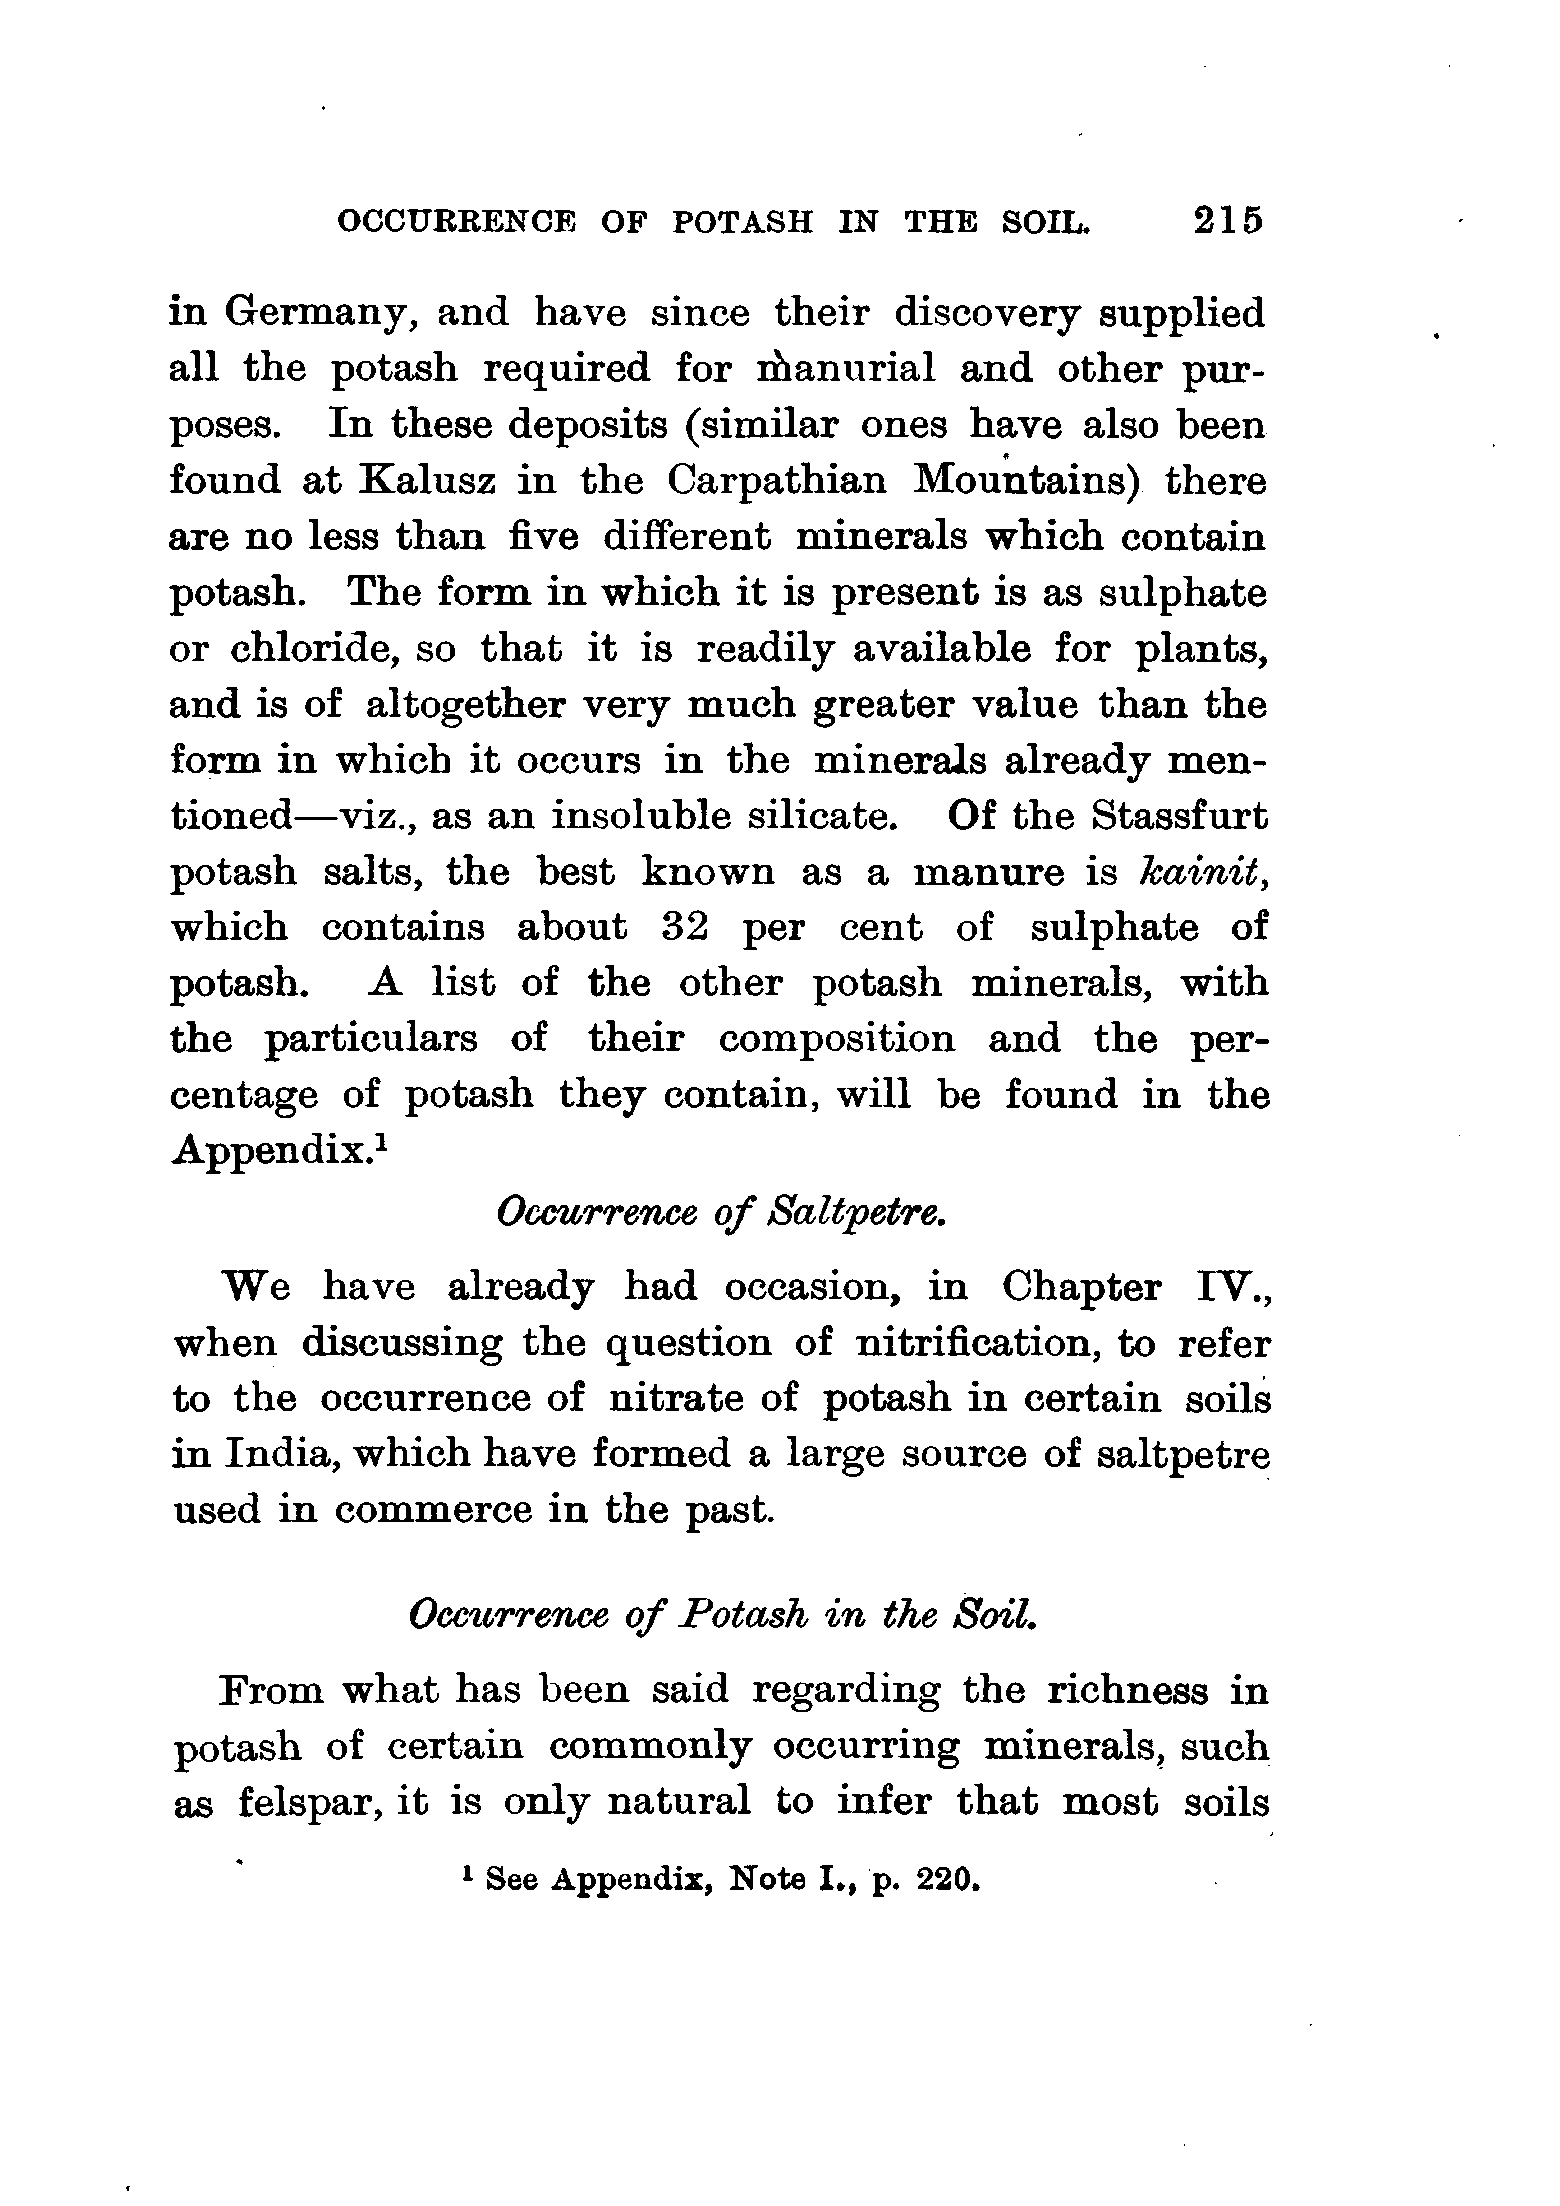 OCCURRENCE OF POTASH IN THE SOIL. 215
in Germany, and have since their discovery supplied
all the potash required for manurial and other pur-
poses. In these deposits (similar ones have also been
found at Kalusz in the Carpathian Mountains) there
are no less than five different minerals which contain
potash. The form in which it is present is as sulphate
or chloride, so that it is readily available for plants,
and is of altogether very much greater value than the
form in which it occurs in the minerals already men-
tioned—viz., as an insoluble silicate. Of the Stassfurt
potash salts, the best known as a manure is kainit,
which contains about 32 per cent of sulphate of
potash. A list of the other potash minerals, with
the particulars of their composition and the per-
centage of potash they contain, will be found in the
Appendix.¹
Occurrence of Saltpetre.
We have already had occasion, in Chapter IV.,
when discussing the question of nitrification, to refer
to the occurrence of nitrate of potash in certain soils
in India, which have formed a large source of saltpetre
used in commerce in the past.
Occurrence of Potash in the Soil.
From what has been said regarding the richness in
potash of certain commonly occurring minerals, such
as felspar, it is only natural to infer that most soils
¹ See Appendix, Note I., p. 220.